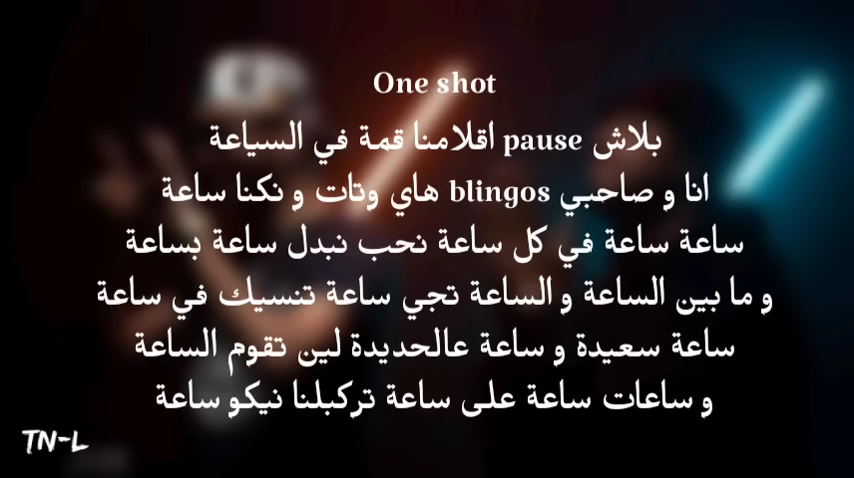 One shot
بلاش pause اقلامنا قمة في السياعة
انا و صاحبي blingos هاي وتات و نكنا ساعة
ساعة ساعة في كل ساعة نحب نبدل ساعة بساعة
و ما بين الساعة و الساعة تجي ساعة تنسيك في ساعة
ساعة سعيدة و ساعة عالحديدة لين تقوم الساعة
و ساعات ساعة على ساعة تركبلنا نيكو ساعة
TN-L